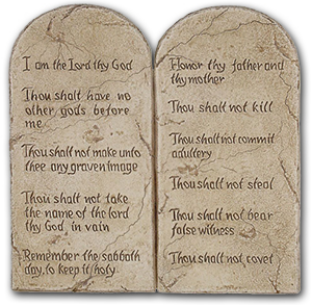 I am the Lord thy God
Thou shalt have no
other gods before
me
Thou shalt not make unto
thee any graven image
Thou shalt not take
the name of the lord
thy God in vain
Remember the sabbath
day, to keep it holy
Honor thy father and
thy mother
Thou shalt not kill
Thou shalt not commit
adultery
Thou shalt not steal
Thou shalt not bear
false witness
Thou shalt not covet